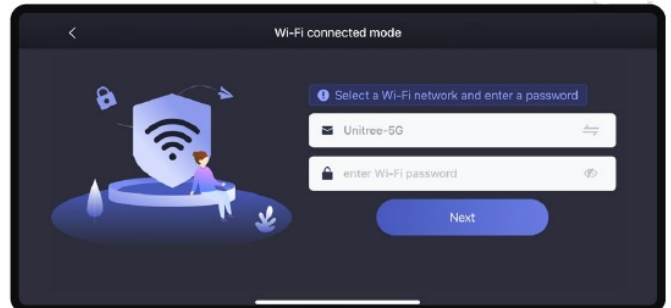 Wi-Fi connected mode
Select a Wi-Fi network and enter a password
Unitree-5G
enter Wi-Fi password
Next